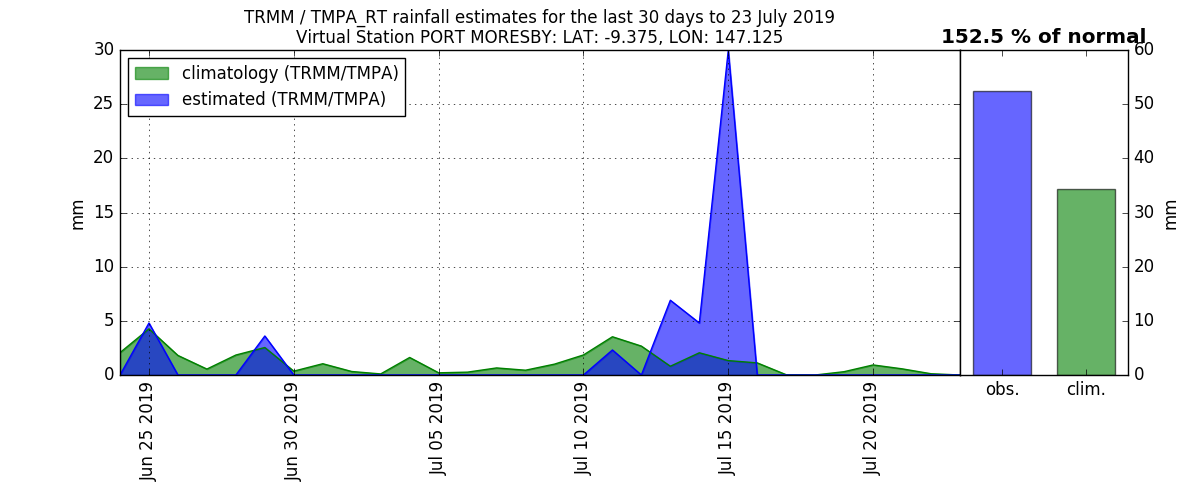 TRMM / TMPA_RT rainfall estimates for the last 30 days to 23 July 2019
Virtual Station PORT MORESBY: LAT: -9.375, LON: 147.125
152.5 % of normal
climatology (TRMM/TMPA)
estimated (TRMM/TMPA)
mm
30
25
20
15
10
5
0
Jun 25 2019
Jun 30 2019
Jul 05 2019
Jul 10 2019
Jul 15 2019
Jul 20 2019
obs.
clim.
60
50
40
30
20
10
0
mm